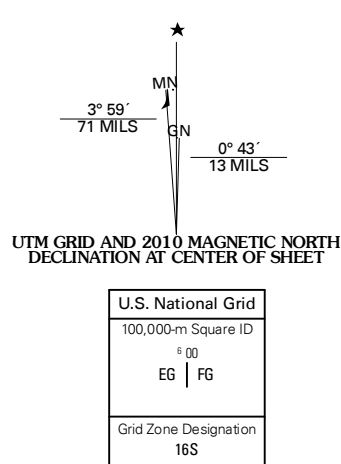 ★
MN
3° 59´
71 MILS
GN
0° 43´
13 MILS
UTM GRID AND 2010 MAGNETIC NORTH
DECLINATION AT CENTER OF SHEET
U.S. National Grid
100,000-m Square ID
6 00
EG | FG
Grid Zone Designation
16S